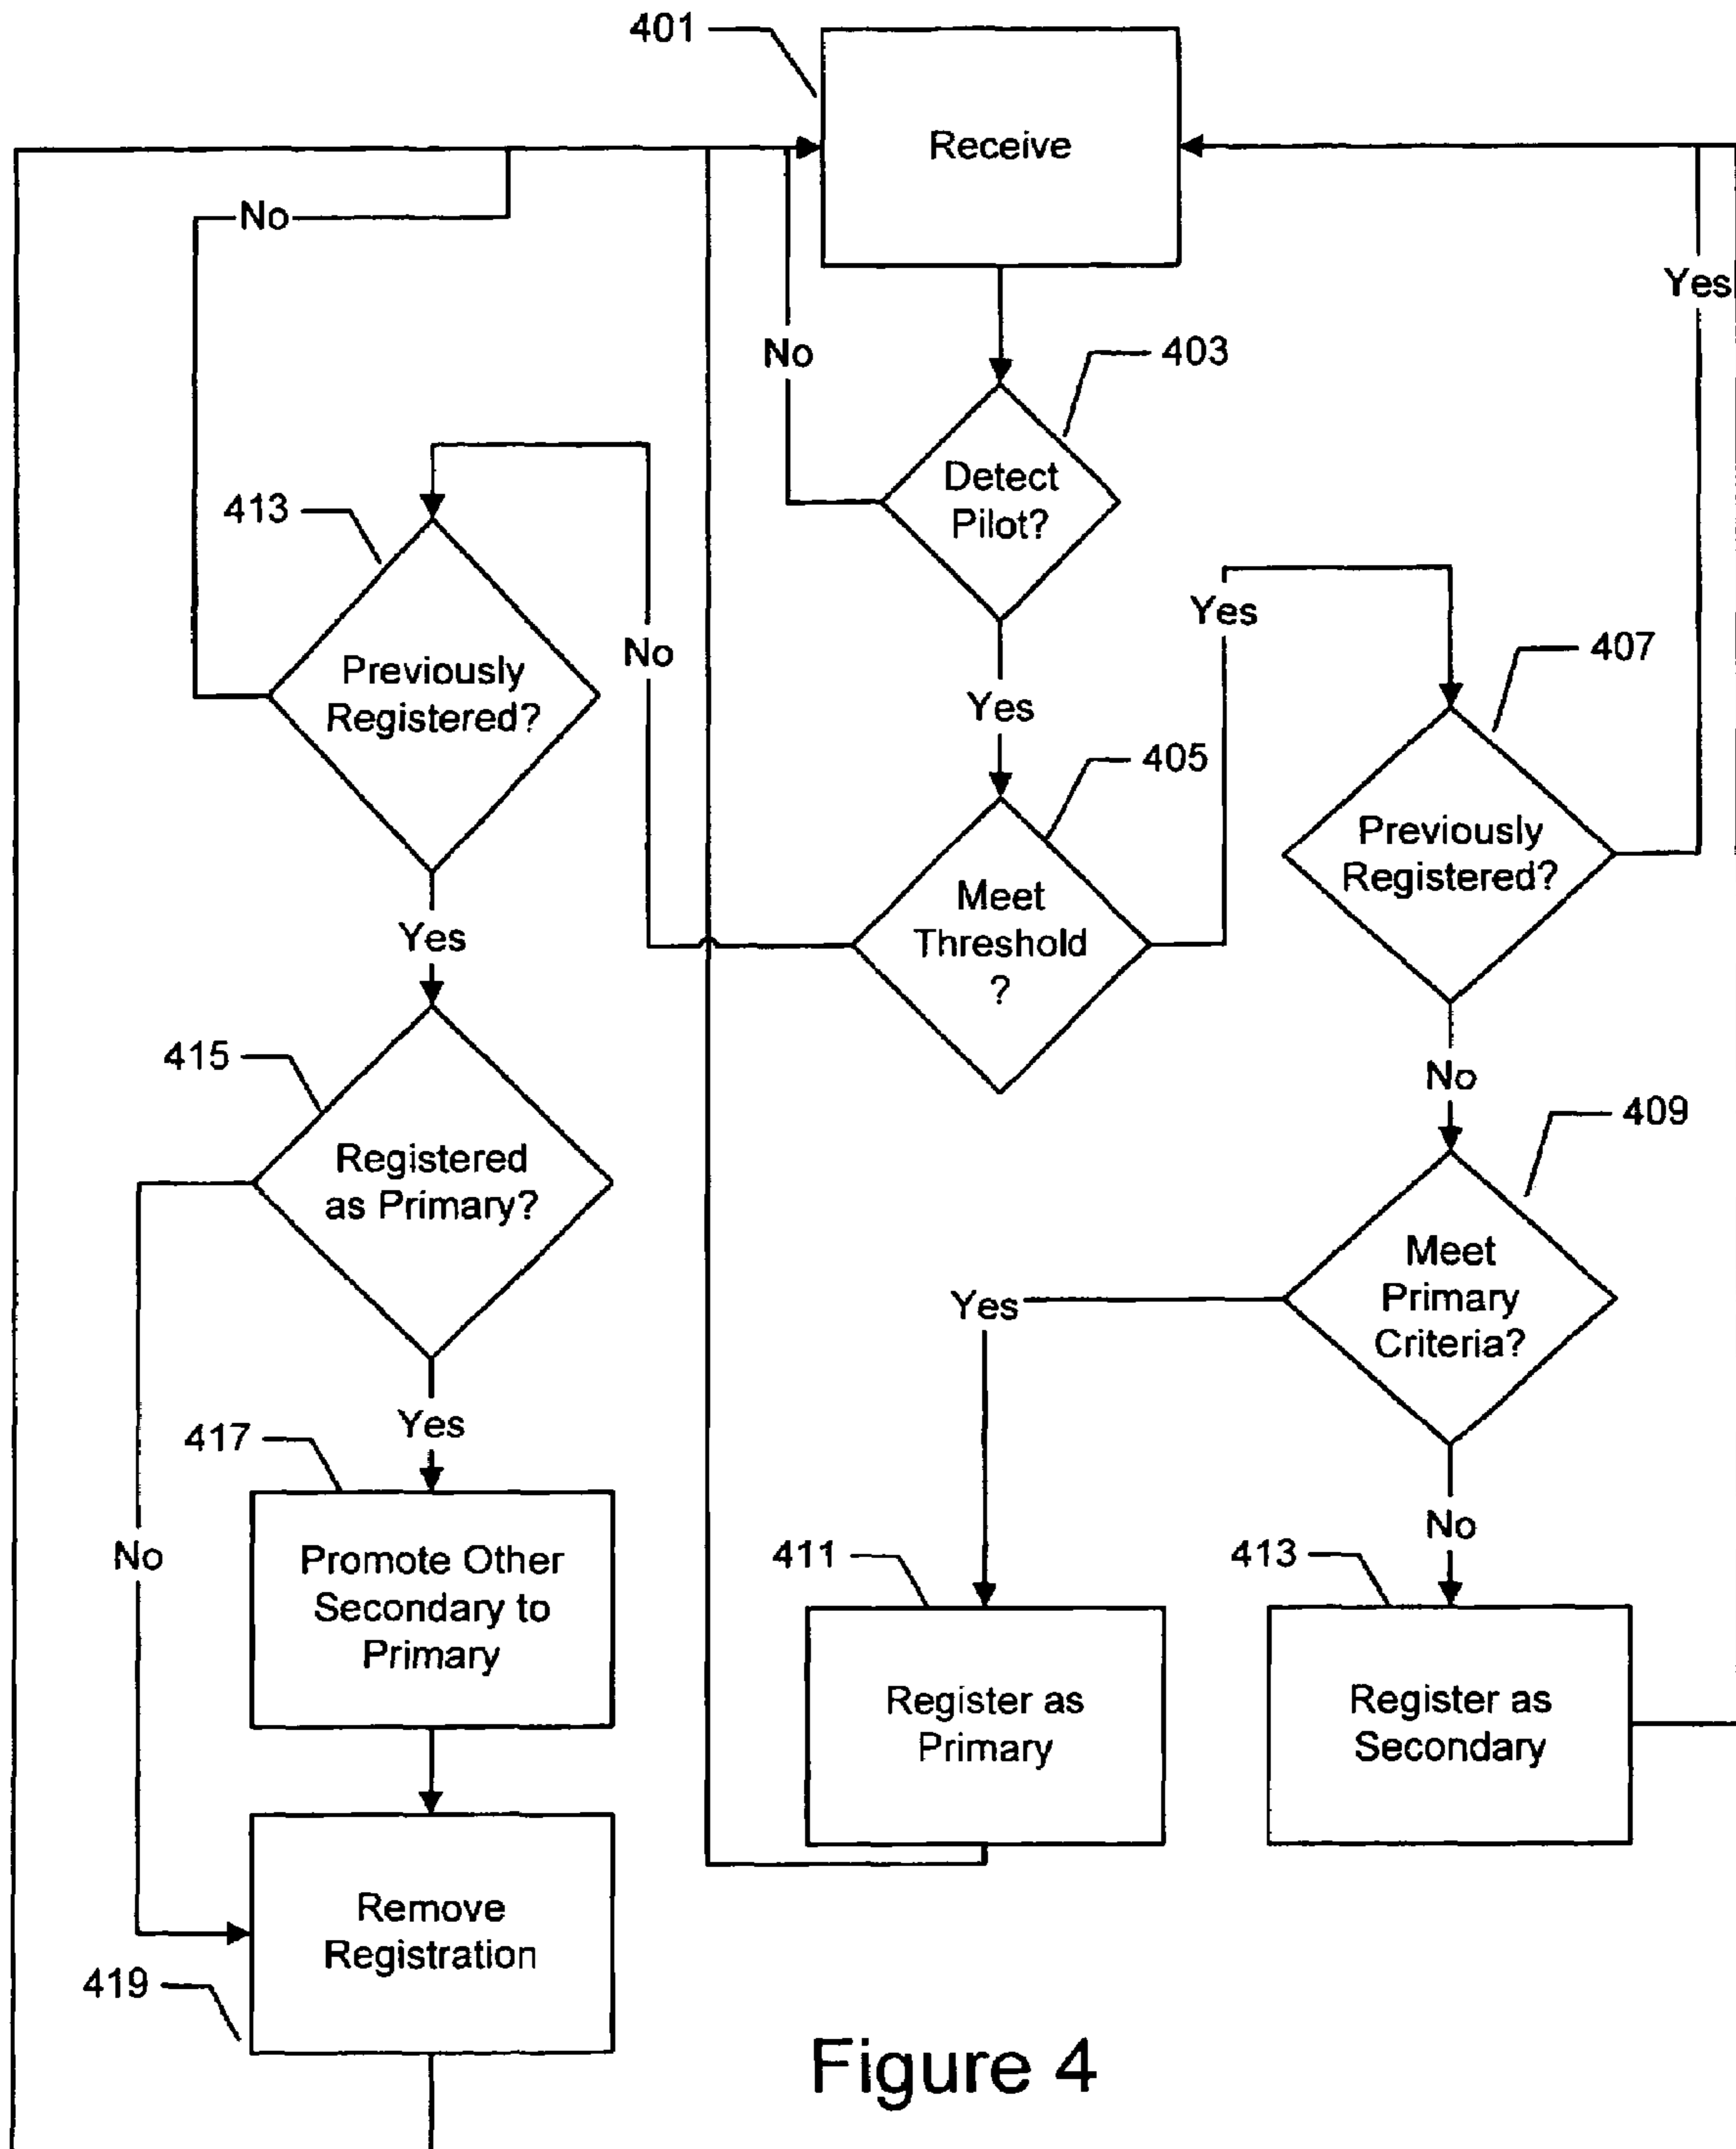 401
Receive
No
Yes
No
403
Detect
Pilot?
413
Yes
407
No
Previously
Registered?
Yes
405
Previously
Registered?
Meet
Threshold
?
Yes
No
415
409
Registered
as Primary?
Meet
Primary
Criteria?
Yes
417
Yes
No
No
411
413
Promote Other
Secondary to
Primary
Register as
Primary
Register as
Secondary
Remove
Registration
419
Figure 4